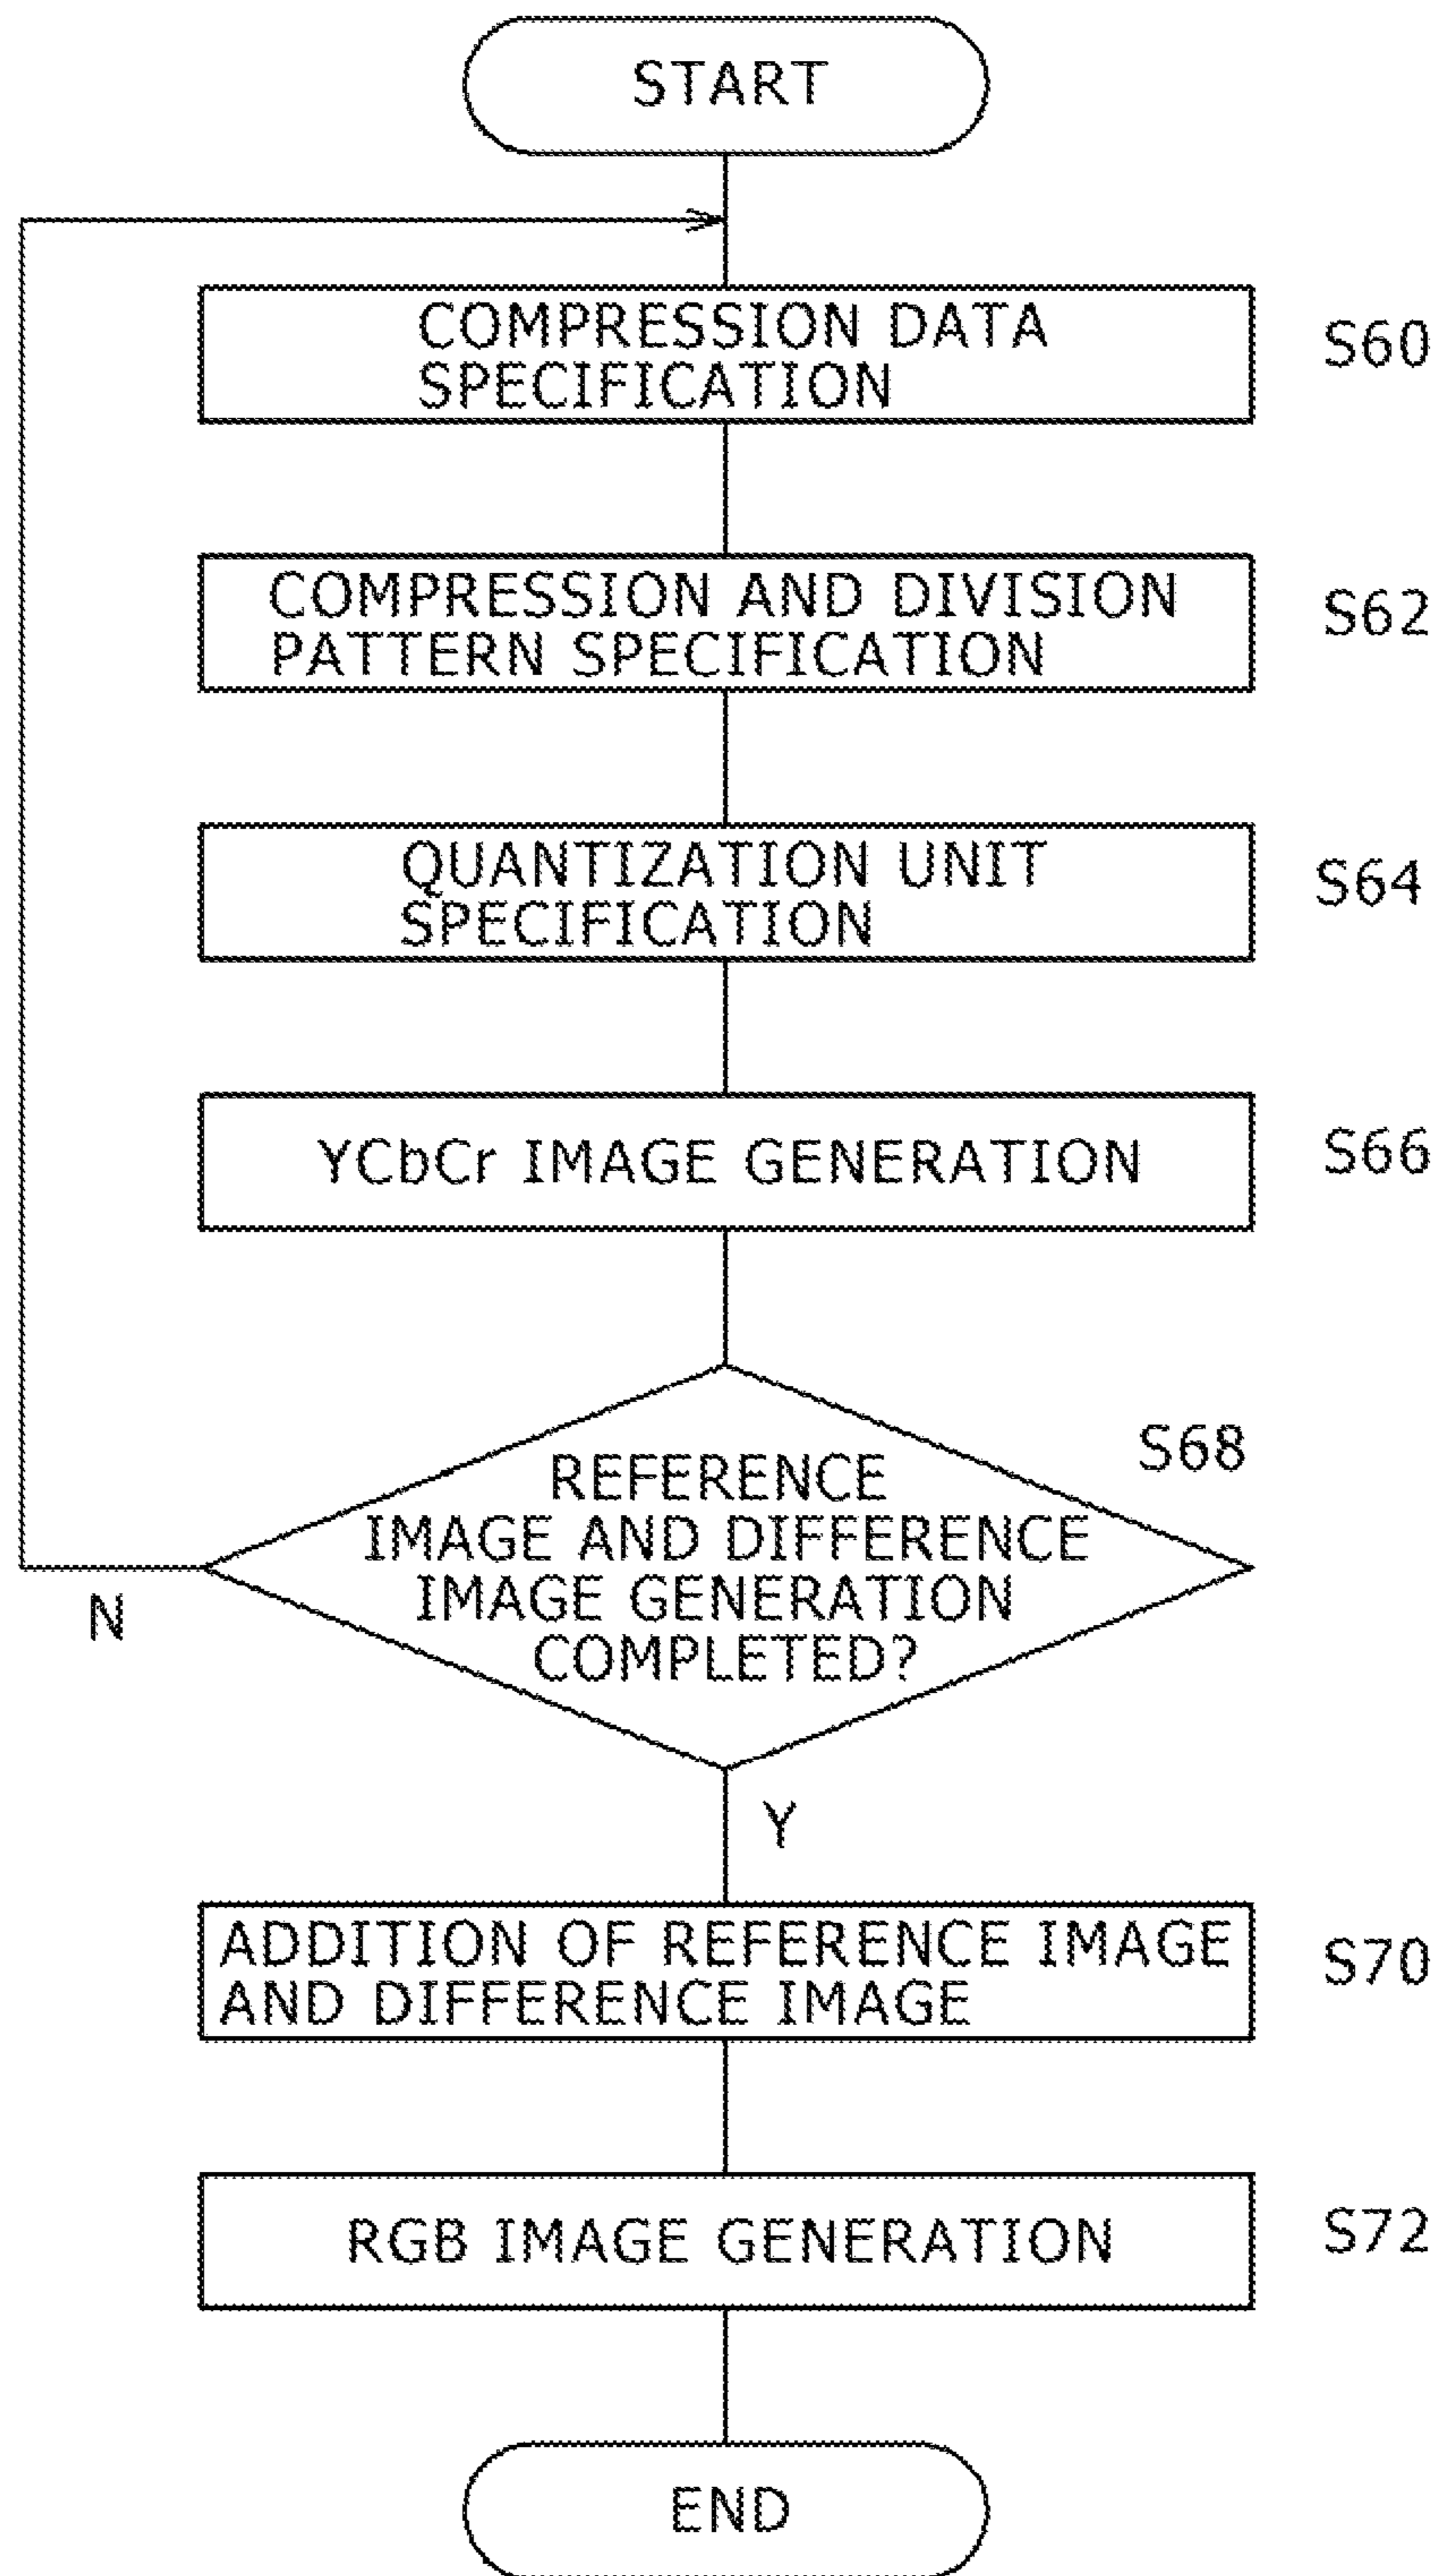 START
COMPRESSION DATA
SPECIFICATION
S60
COMPRESSION AND DIVISION
PATTERN SPECIFICATION
S62
QUANTIZATION UNIT
SPECIFICATION
S64
YCbCr IMAGE GENERATION
S66
REFERENCE
IMAGE AND DIFFERENCE
IMAGE GENERATION
COMPLETED?
S68
N
Y
ADDITION OF REFERENCE IMAGE
AND DIFFERENCE IMAGE
S70
RGB IMAGE GENERATION
S72
END